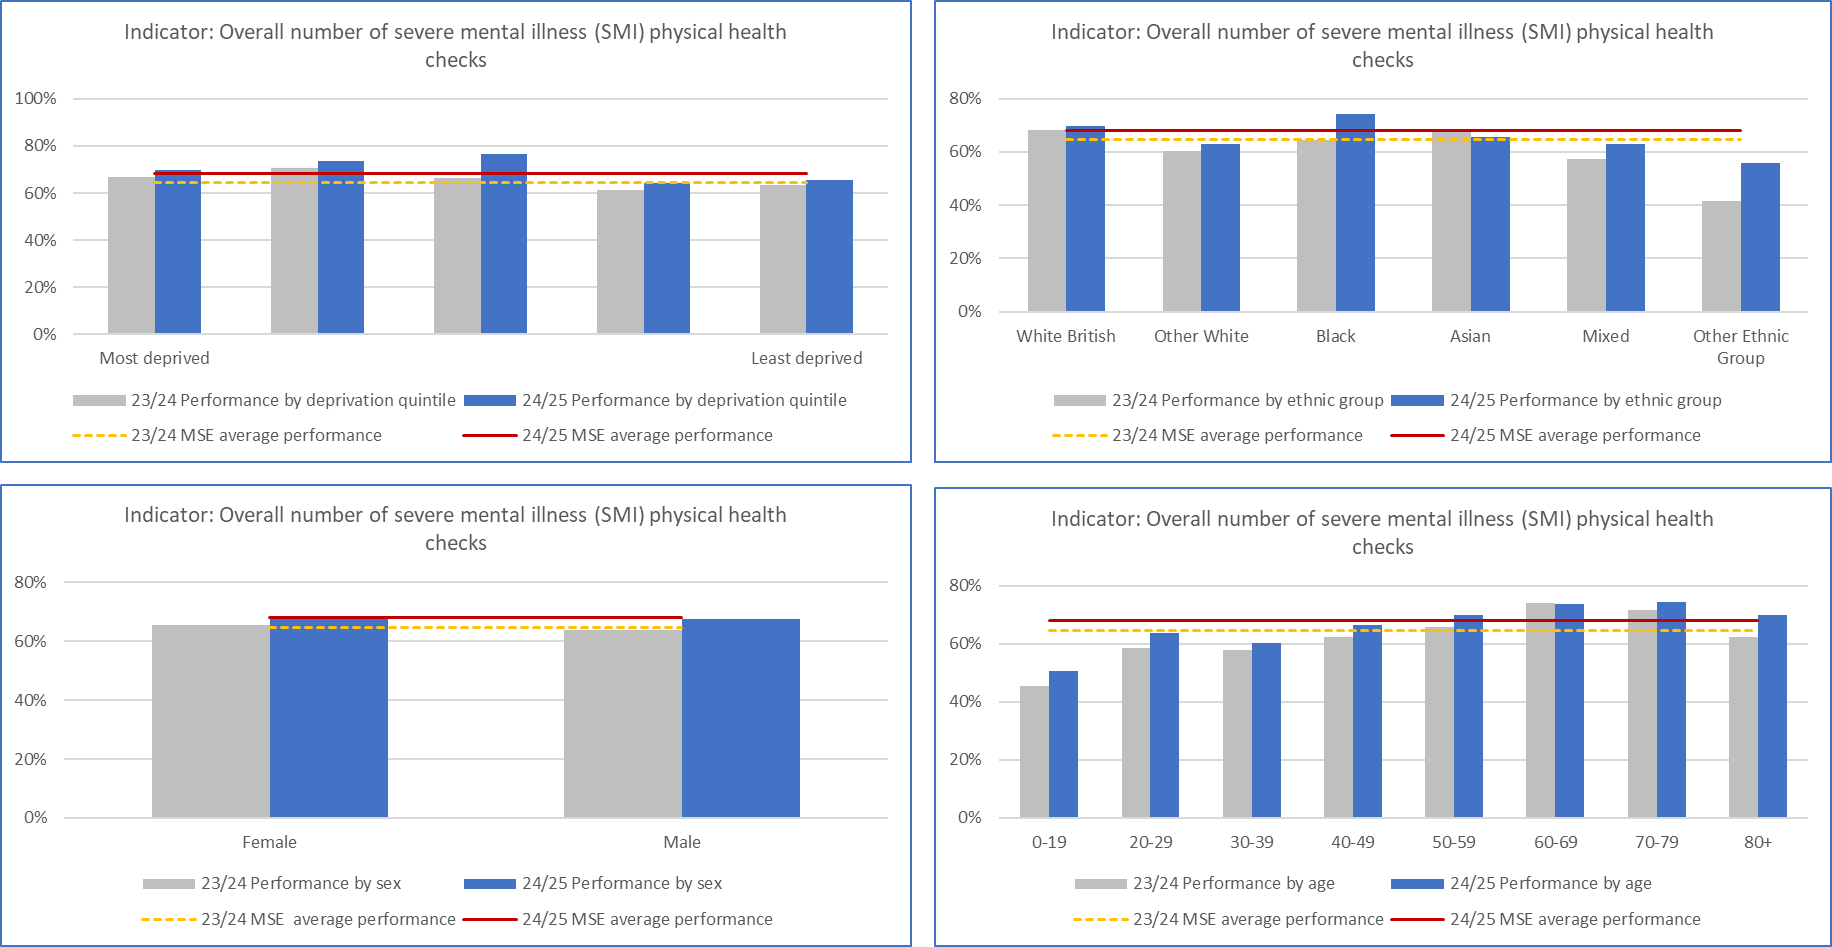 Indicator: Overall number of severe mental illness (SMI) physical health
checks
100%
80%
60%
40%
20%
0%
Most deprived
Least deprived
23/24 Performance by deprivation quintile
24/25 Performance by deprivation quintile
23/24 MSE average performance
24/25 MSE average performance
Indicator: Overall number of severe mental illness (SMI) physical health
checks
80%
60%
40%
20%
0%
White British
Other White
Black
Asian
Mixed
Other Ethnic
Group
23/24 Performance by ethnic group
24/25 Performance by ethnic group
23/24 MSE average performance
24/25 MSE average performance
Indicator: Overall number of severe mental illness (SMI) physical health
checks
80%
60%
40%
20%
0%
Female
Male
23/24 Performance by sex
24/25 Performance by sex
23/24 MSE average performance
24/25 MSE average performance
Indicator: Overall number of severe mental illness (SMI) physical health
checks
80%
60%
40%
20%
0%
0-19
20-29
30-39
40-49
50-59
60-69
70-79
80+
23/24 Performance by age
24/25 Performance by age
23/24 MSE average performance
24/25 MSE average performance